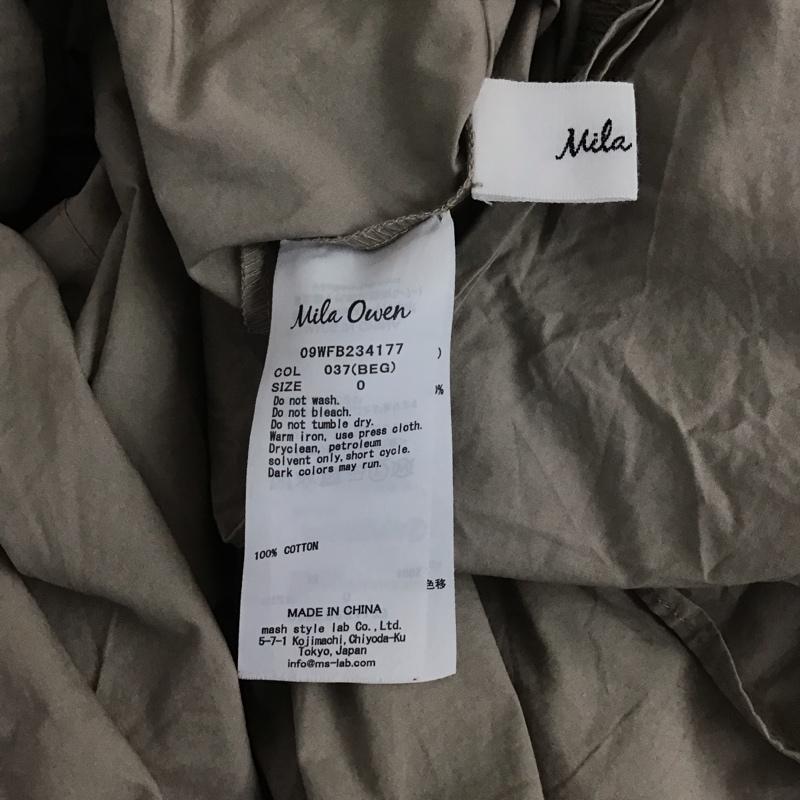 Mila
Mila Owen
09WFB234177
)
COL 037(BEG)
SIZE 0
%
Do not wash.
Do not bleach.
Do not tumble dry.
Warm iron, use press cloth.
Dryclean, petroleum
solvent only, short cycle.
Dark colors may run.
100% COTTON
色移
MADE IN CHINA
mash style lab Co., Ltd.
5-7-1 Kojimachi, Chiyoda-Ku
Tokyo, Japan
info@ms-lab.com